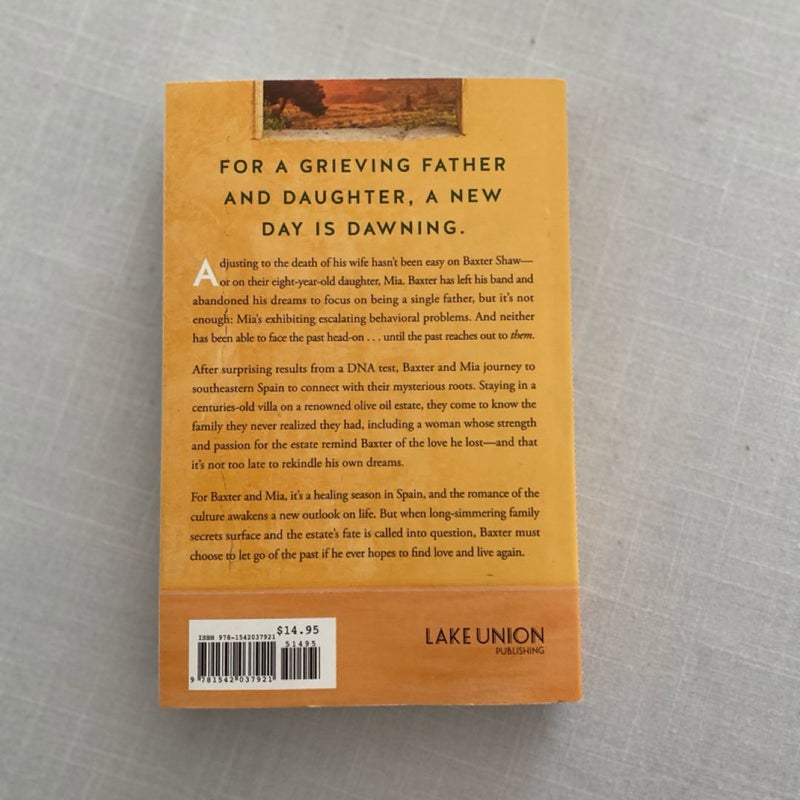 FOR A GRIEVING FATHER
AND DAUGHTER, A NEW
DAY IS DAWNING.
Adjusting to the death of his wife hasn't been easy on Baxter Shaw—
or on their eight-year-old daughter, Mia. Baxter has left his band and
abandoned his dreams to focus on being a single father, but it's not
enough: Mia's exhibiting escalating behavioral problems. And neither
has been able to face the past head-on . . . until the past reaches out to them.
After surprising results from a DNA test, Baxter and Mia journey to
southeastern Spain to connect with their mysterious roots. Staying in a
centuries-old villa on a renowned olive oil estate, they come to know the
family they never realized they had, including a woman whose strength
and passion for the estate remind Baxter of the love he lost—and that
it's not too late to rekindle his own dreams.
For Baxter and Mia, it's a healing season in Spain, and the romance of the
culture awakens a new outlook on life. But when long-simmering family
secrets surface and the estate's fate is called into question, Baxter must
choose to let go of the past if he ever hopes to find love and live again.
ISBN 978-1542037921
$14.95
51495
9 781542 037921
LAKE UNION
PUBLISHING